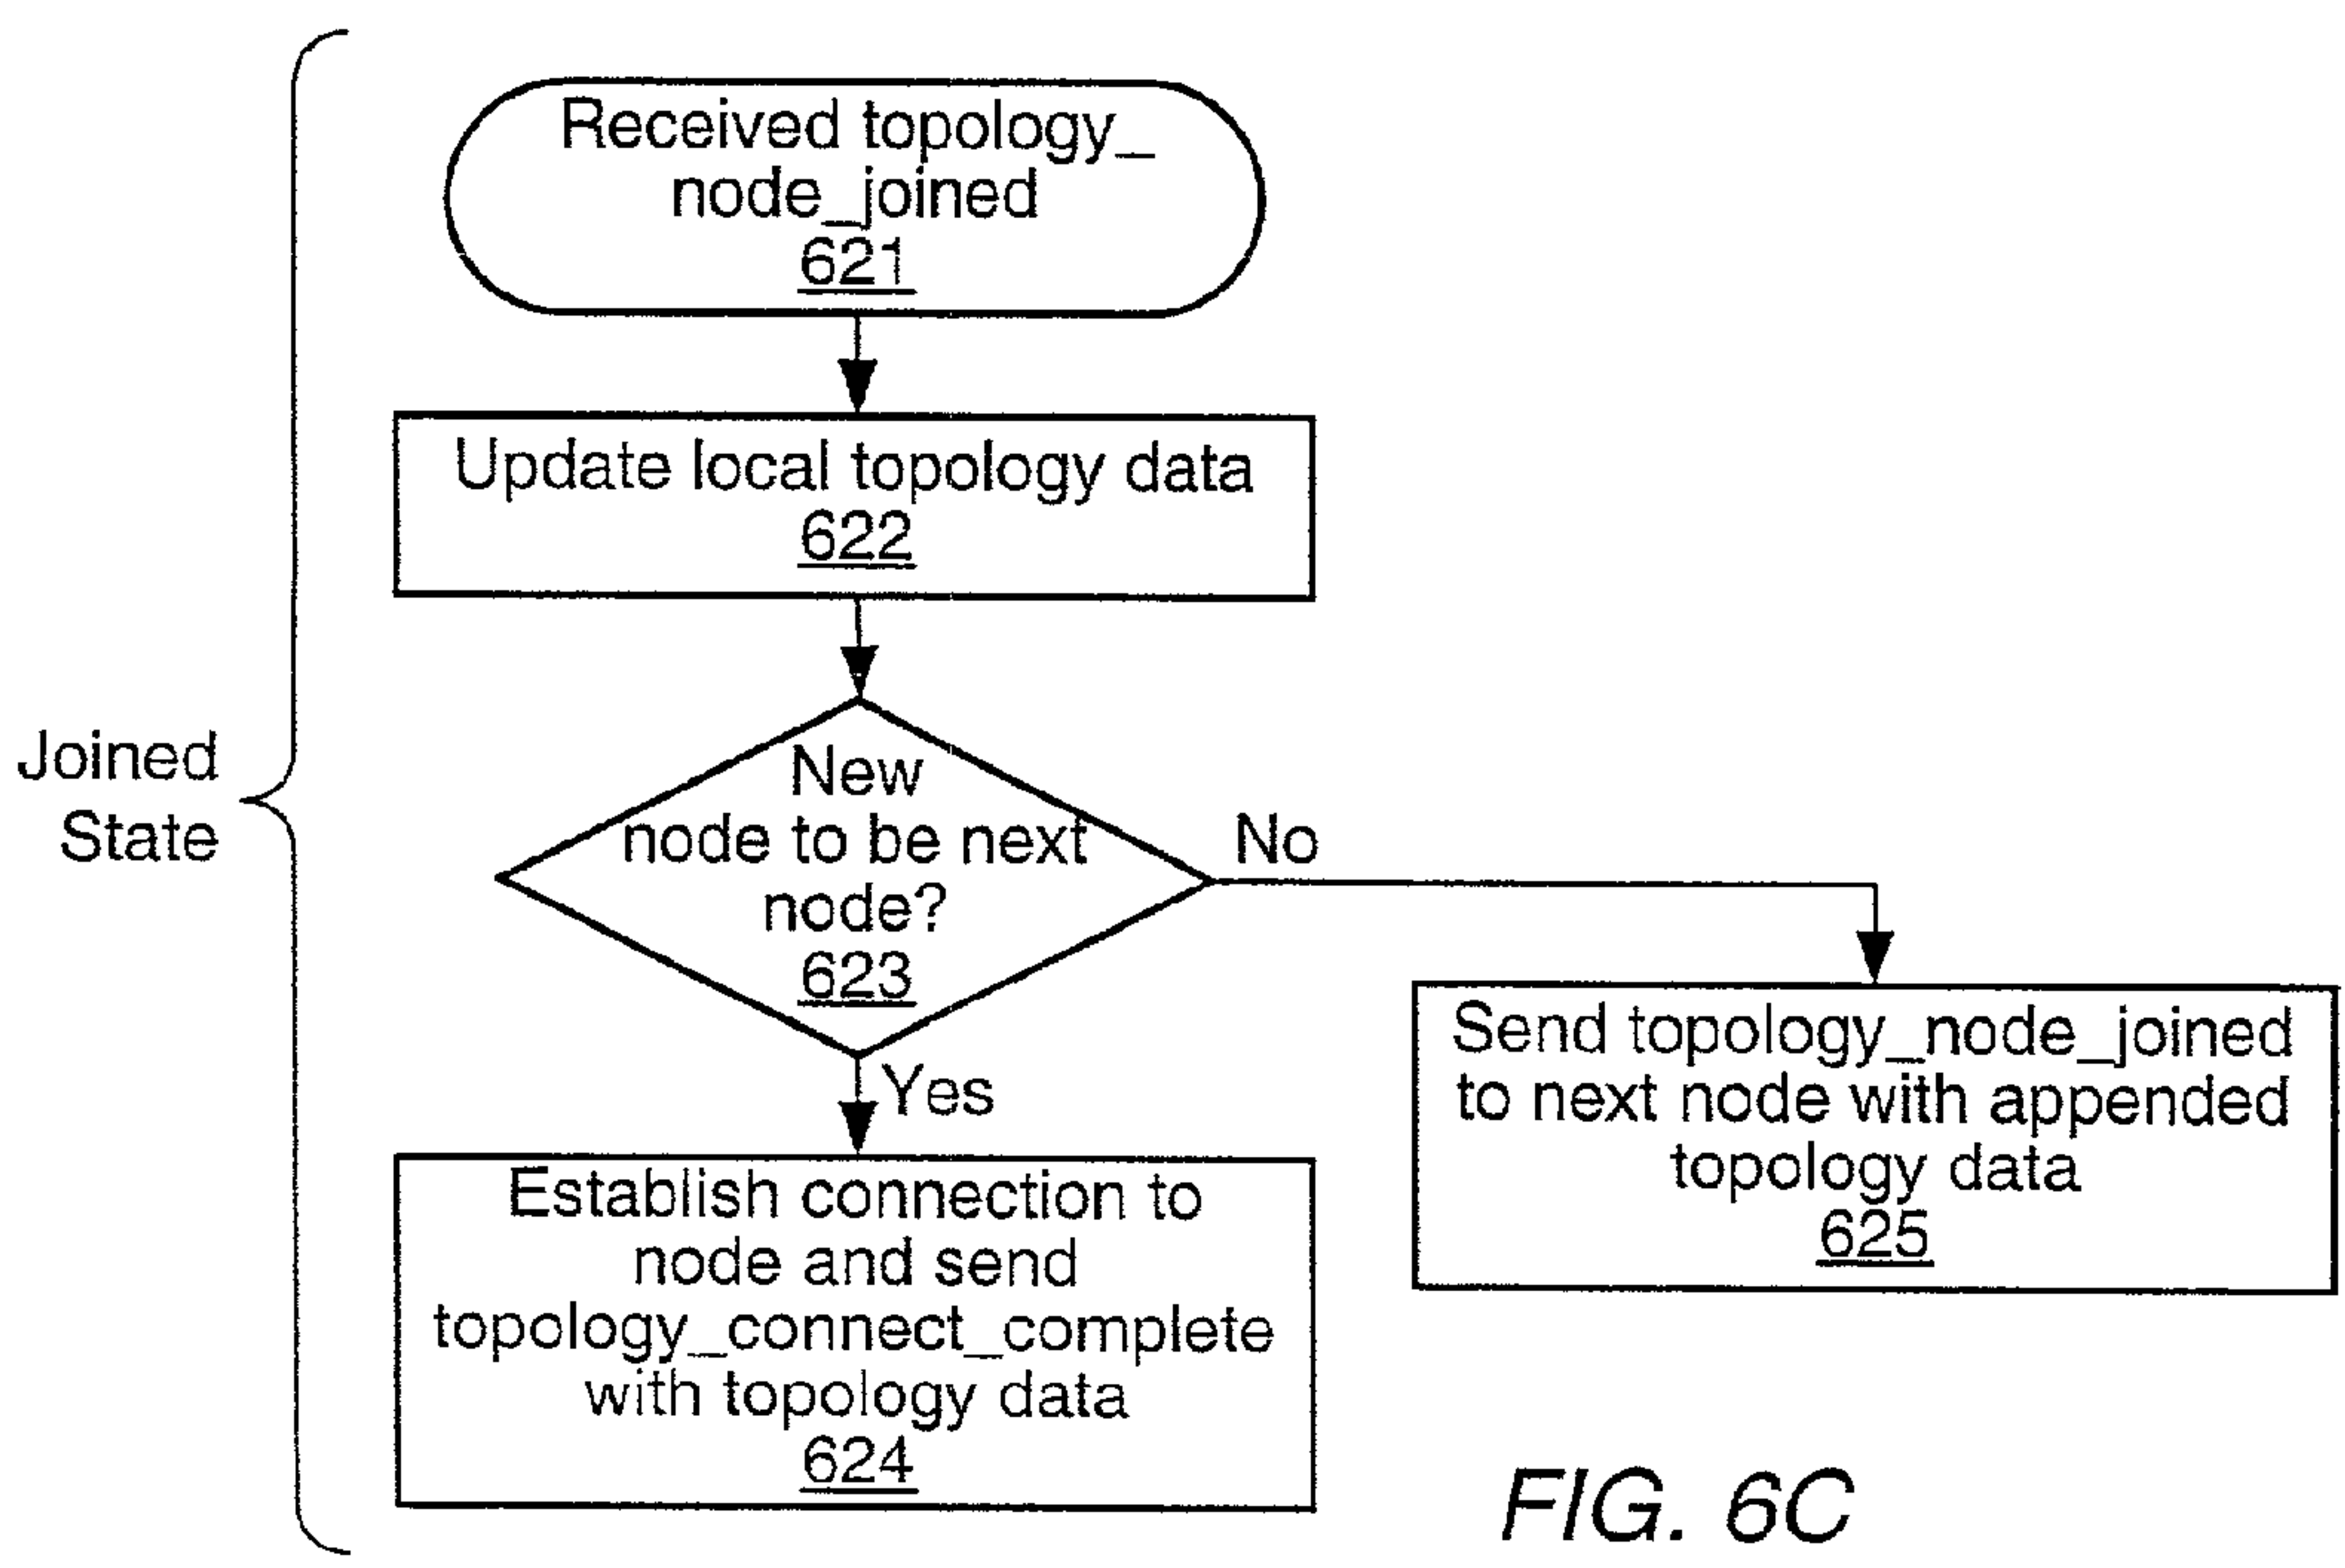 Received topology_
node_joined
621
Update local topology data
622
Joined
State
New
node to be next
node?
623
No
Yes
Send topology_node_joined
to next node with appended
topology data
625
Establish connection to
node and send
topology_connect_complete
with topology data
624
FIG. 6C